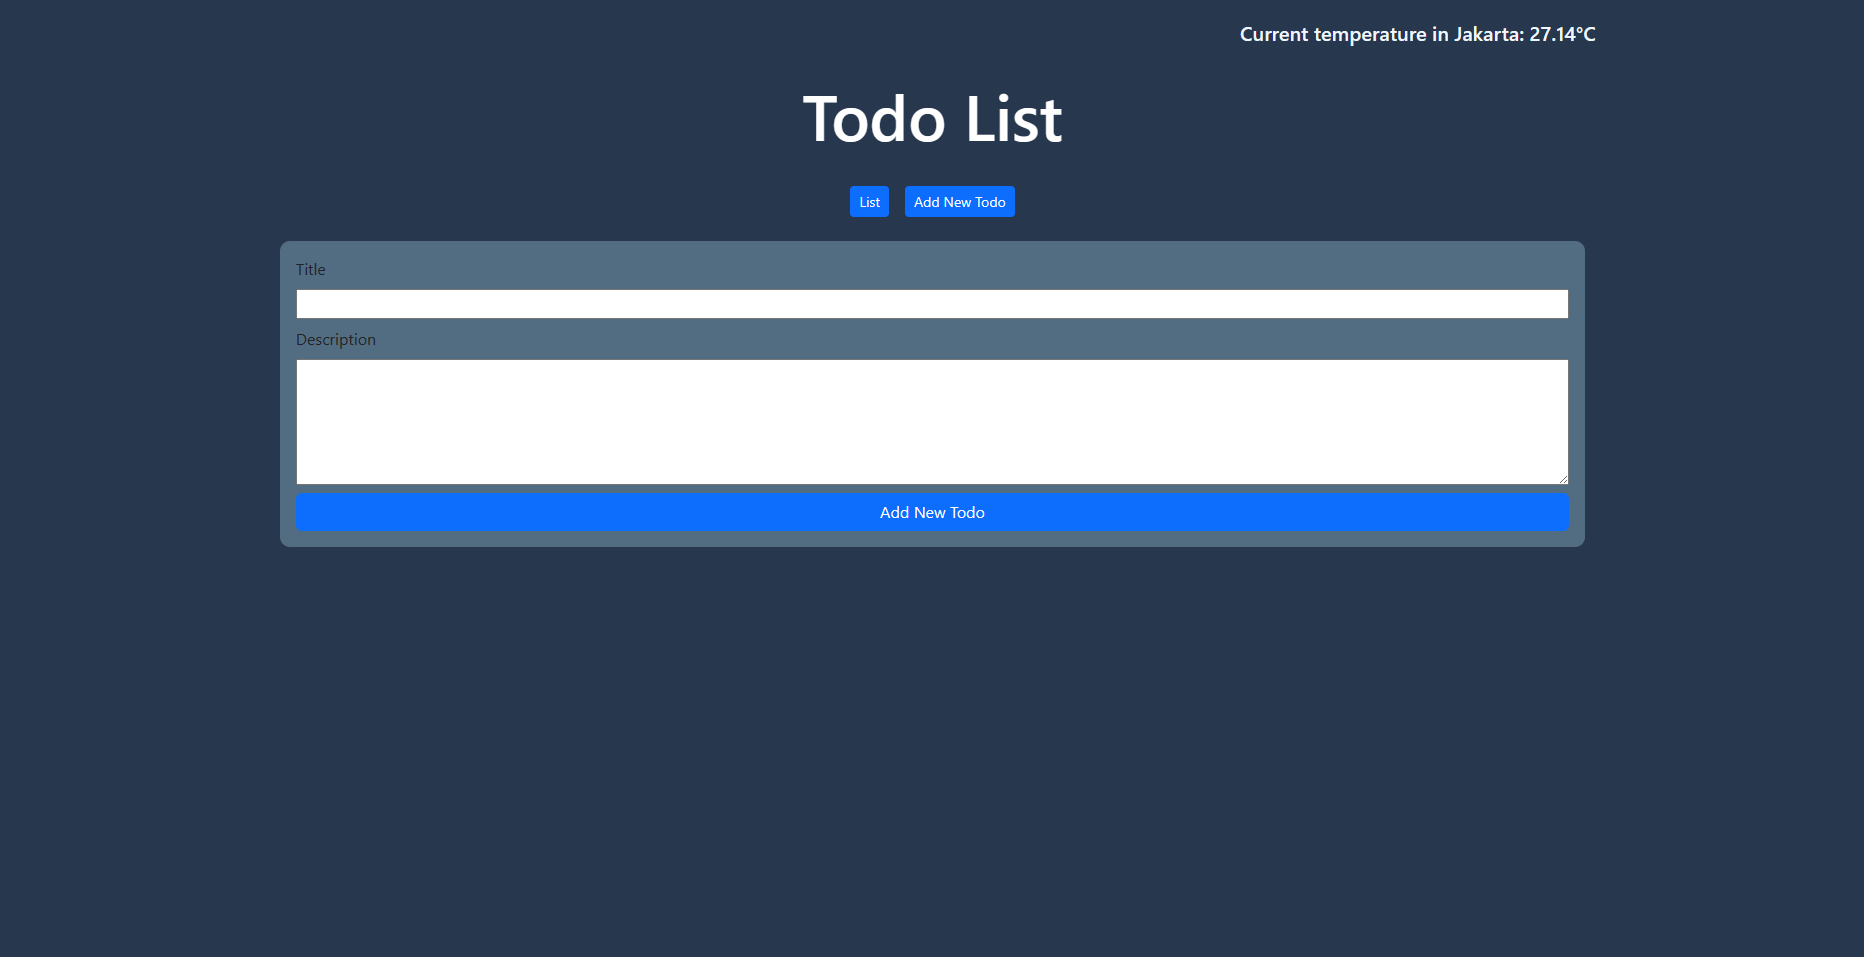 Current temperature in Jakarta: 27.14°C
Todo List
List
Add New Todo
Title
Description
Add New Todo